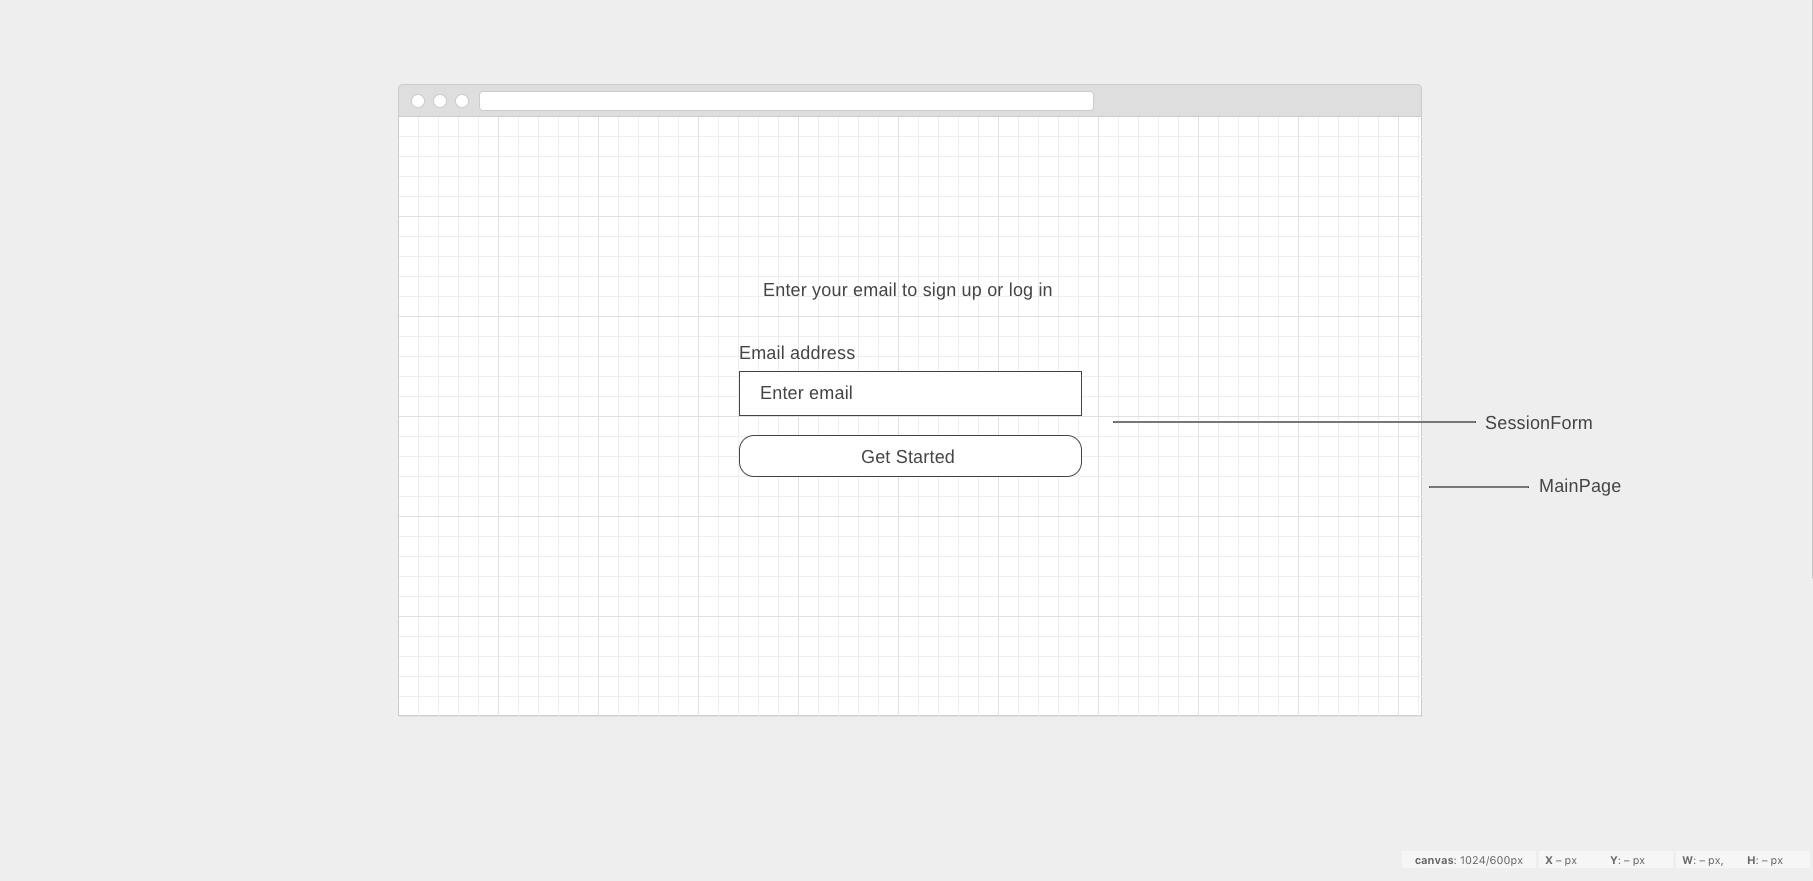 Enter your email to sign up or log in
Email address
Enter email
Get Started
SessionForm
MainPage
canvas: 1024/600px X – px Y: – px W: – px, H: – px